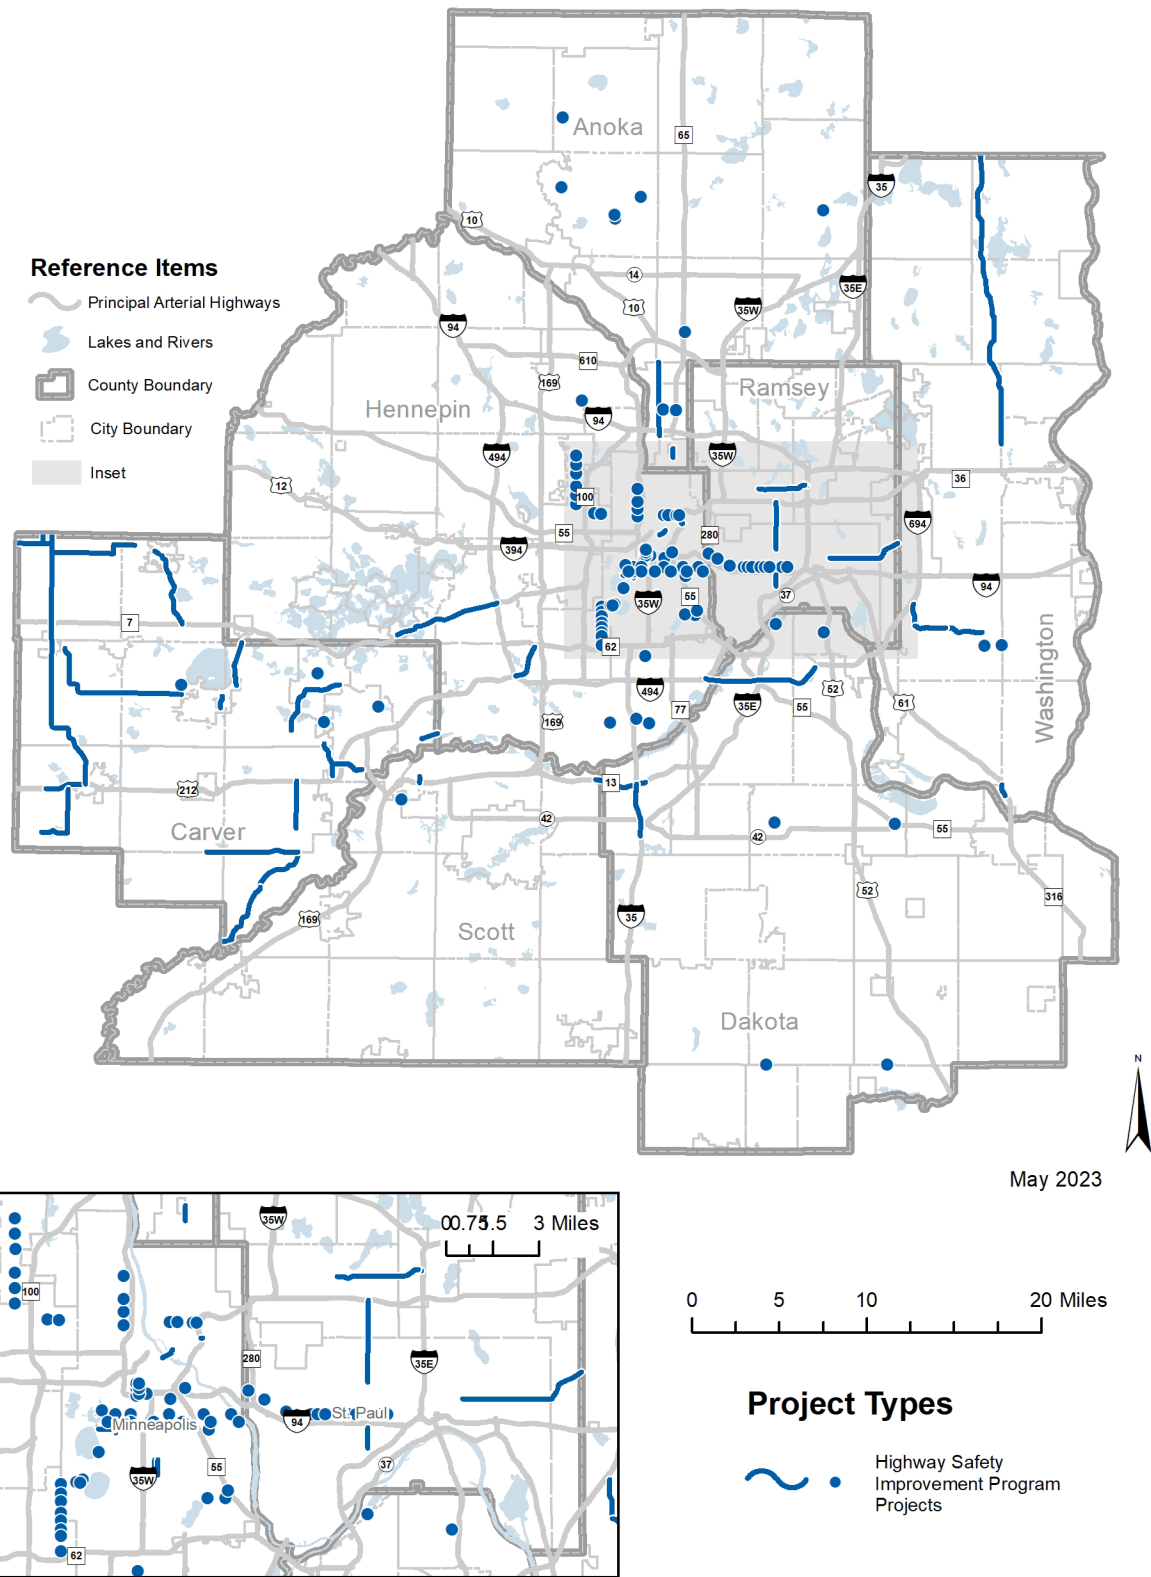 Anoka
65
35
10
14
10
35W
35E
Reference Items
Principal Arterial Highways
Lakes and Rivers
County Boundary
City Boundary
Inset
94
610
169
Ramsey
Hennepin
94
494
35W
12
100
36
55
280
694
394
94
7
55
37
35W
62
Washington
494
52
35E
55
61
77
169
212
13
42
Carver
42
55
52
316
169
35
Scott
Dakota
N
May 2023
35W
00.751.5 3 Miles
100
280
35E
St. Paul
94
Minneapolis
35W
55
37
62
0 5 10 20 Miles
Project Types
Highway Safety
Improvement Program
Projects